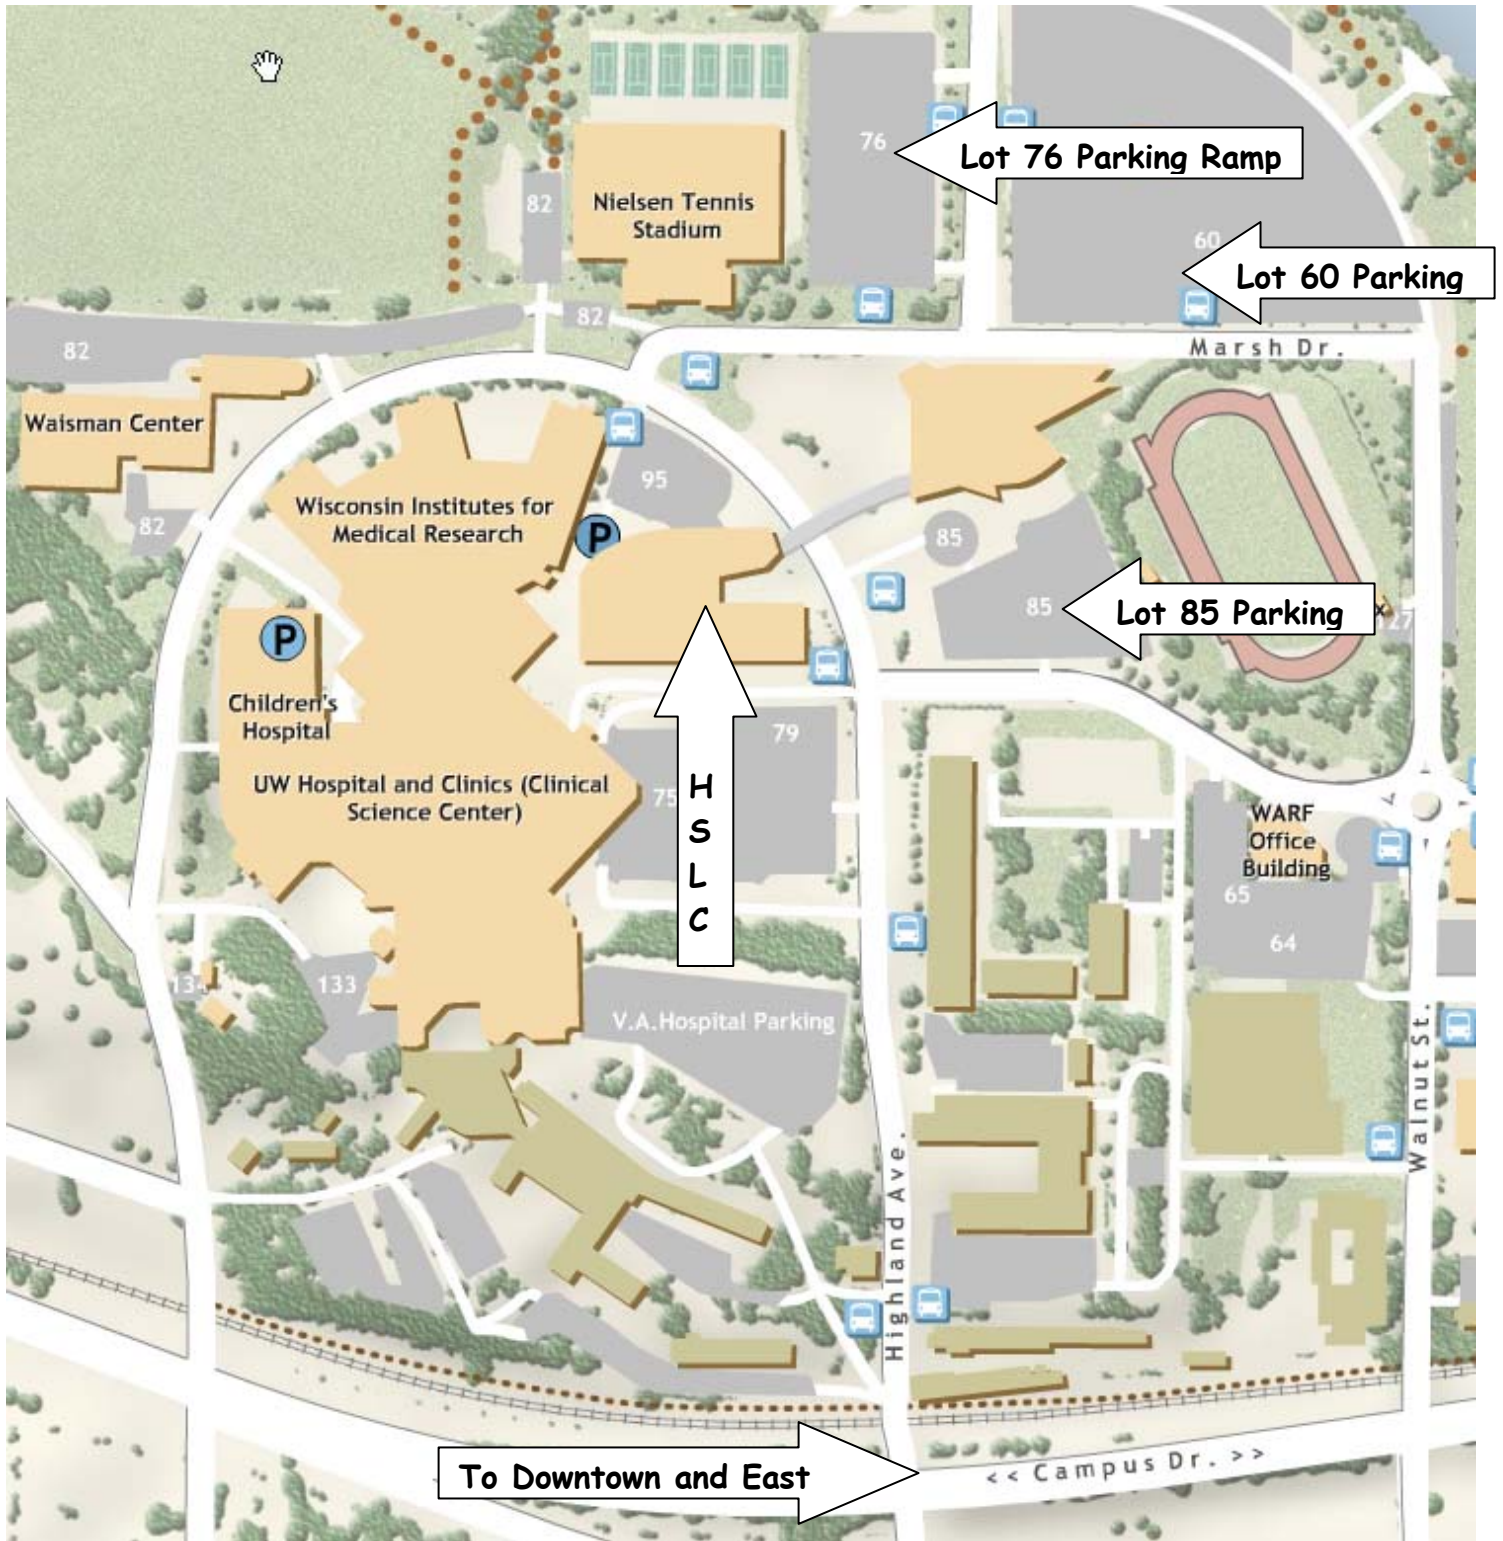 76
Lot 76 Parking Ramp
82
Nielsen Tennis
Stadium
60
Lot 60 Parking
82
82
Marsh Dr.
Waisman Center
95
Wisconsin Institutes for
Medical Research
82
P
85
85
Lot 85 Parking
127
P
Children's
Hospital
79
UW Hospital and Clinics (Clinical
Science Center)
75
H
S
L
C
WARF
Office
Building
65
64
134
133
V.A.Hospital Parking
Walnut St.
Highland Ave.
To Downtown and East
<< Campus Dr. >>